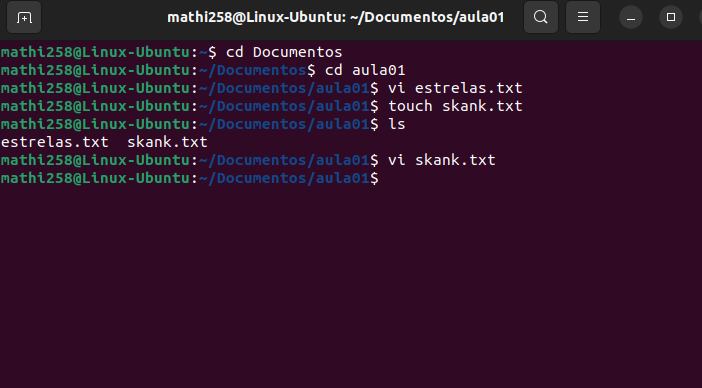 mathi258@Linux-Ubuntu: ~/Documentos/aula01
mathi258@Linux-Ubuntu:~$ cd Documentos
mathi258@Linux-Ubuntu:~/Documentos$ cd aula01
mathi258@Linux-Ubuntu:~/Documentos/aula01$ vi estrelas.txt
mathi258@Linux-Ubuntu:~/Documentos/aula01$ touch skank.txt
mathi258@Linux-Ubuntu:~/Documentos/aula01$ ls
estrelas.txt  skank.txt
mathi258@Linux-Ubuntu:~/Documentos/aula01$ vi skank.txt
mathi258@Linux-Ubuntu:~/Documentos/aula01$